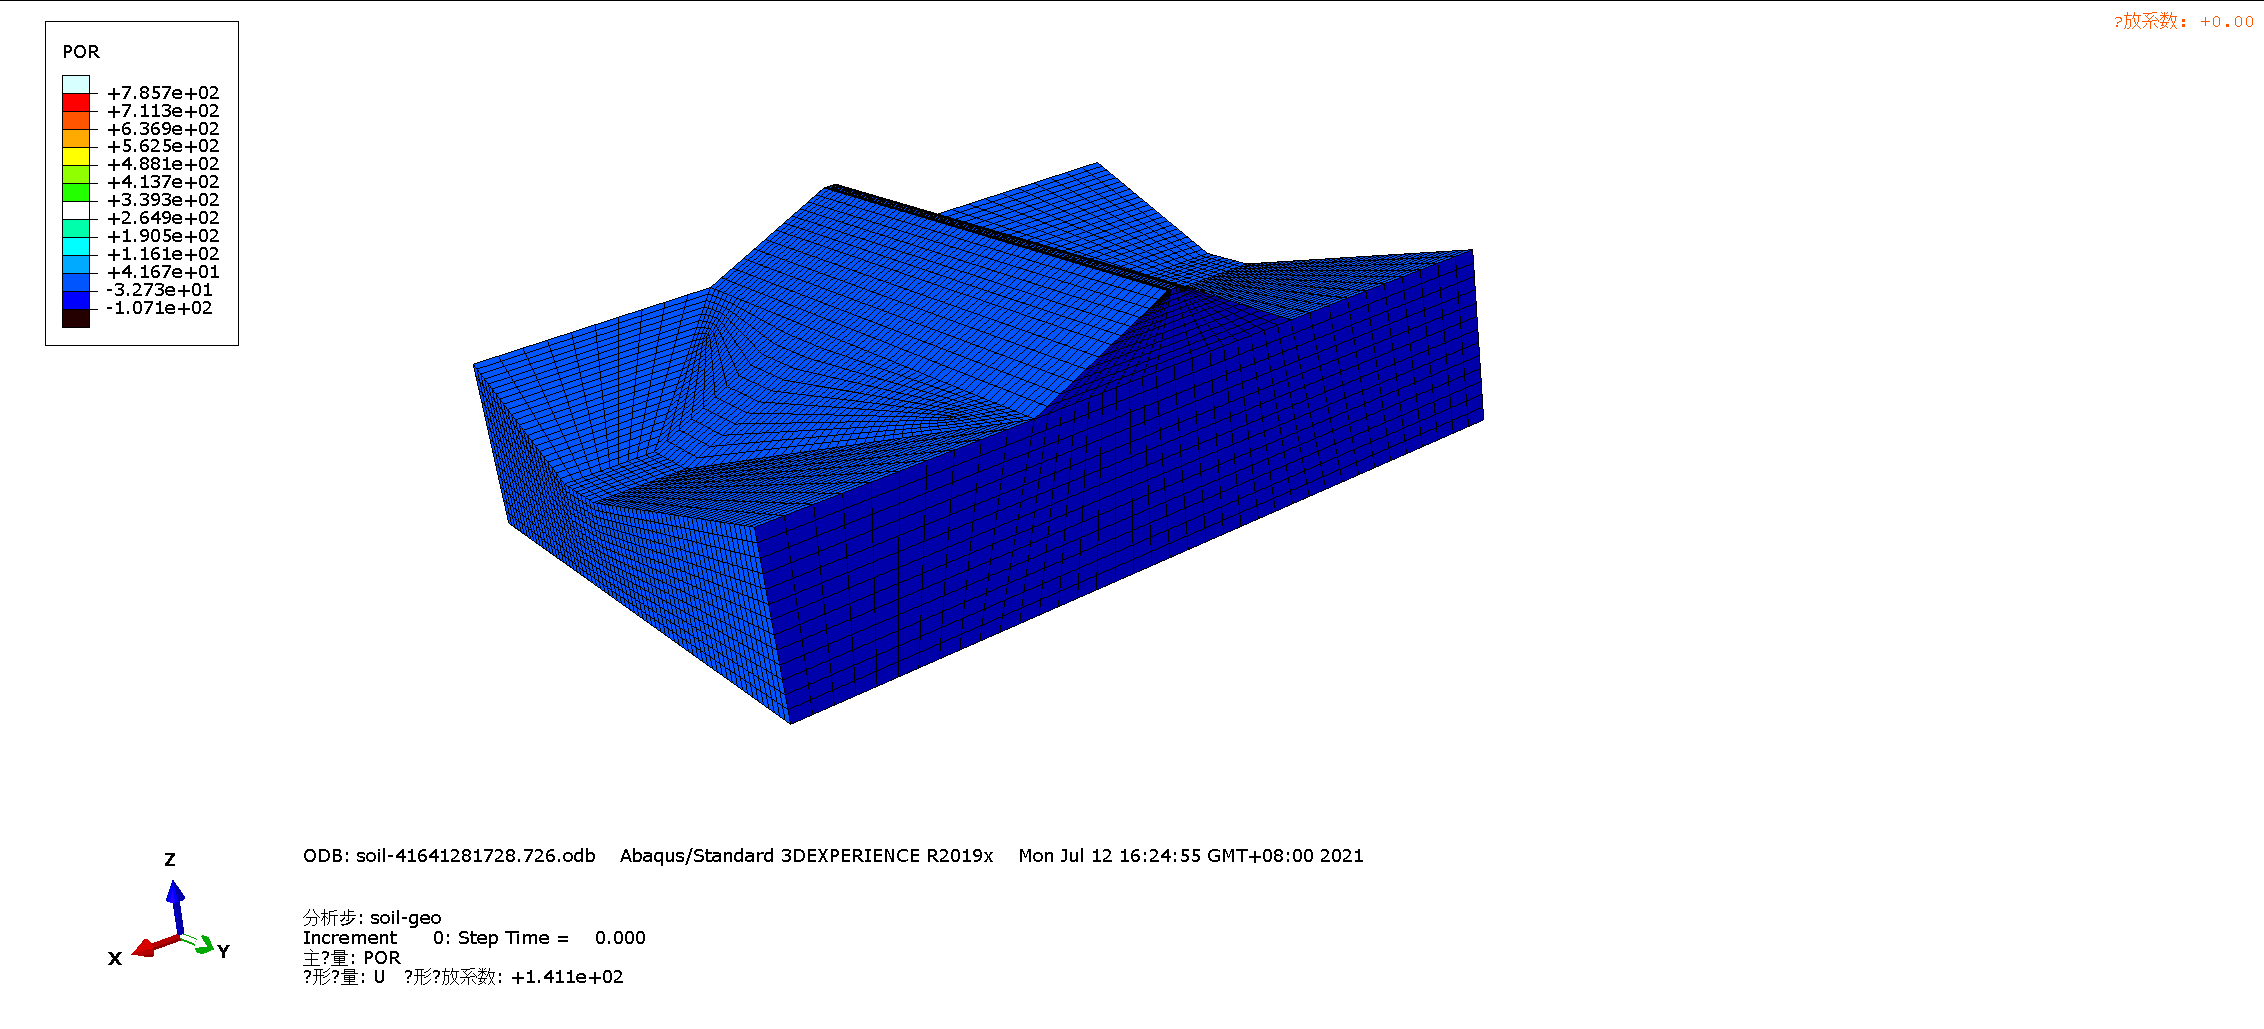 ?放系数: +0.00
POR
+7.857e+02
+7.113e+02
+6.369e+02
+5.625e+02
+4.881e+02
+4.137e+02
+3.393e+02
+2.649e+02
+1.905e+02
+1.161e+02
+4.167e+01
-3.273e+01
-1.071e+02
Z
X
Y
ODB: soil-41641281728.726.odb Abaqus/Standard 3DEXPERIENCE R2019x Mon Jul 12 16:24:55 GMT+08:00 2021
分析步: soil-geo
Increment 0: Step Time = 0.000
主?量: POR
?形?量: U ?形?放系数: +1.411e+02